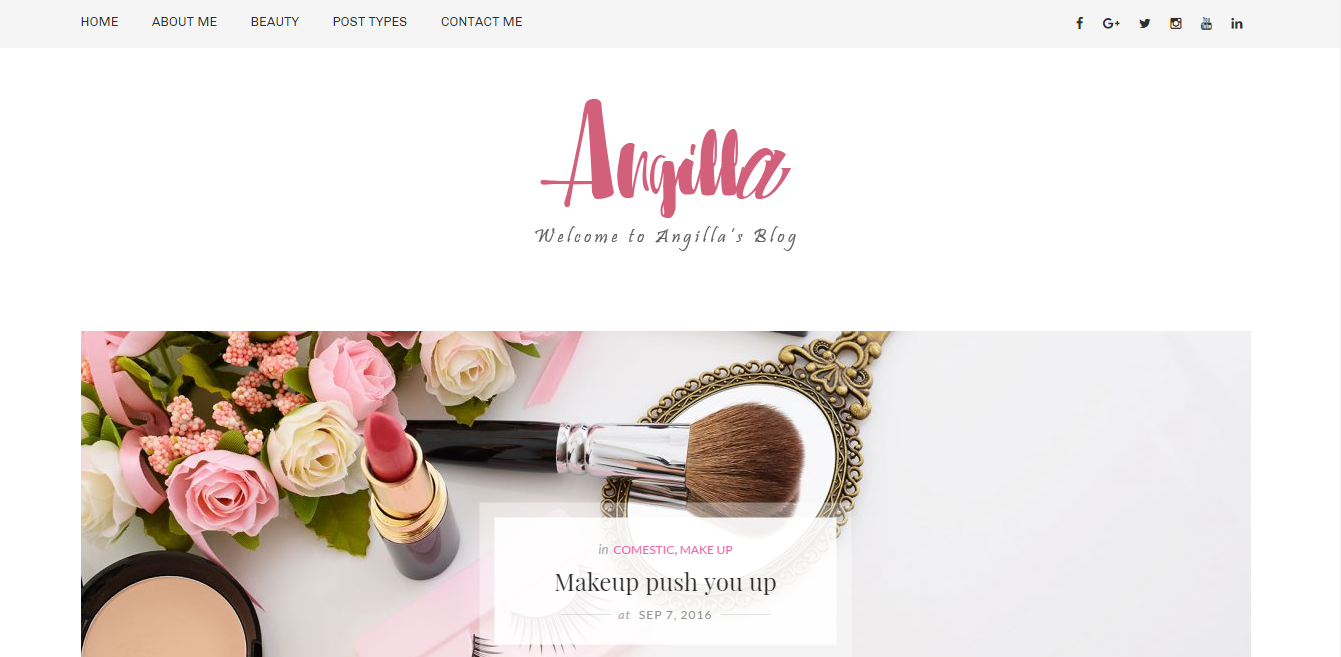 HOME ABOUT ME BEAUTY POST TYPES CONTACT ME
Angilla
Welcome to Angilla's Blog
in COMESTIC, MAKE UP
Makeup push you up
at SEP 7, 2016